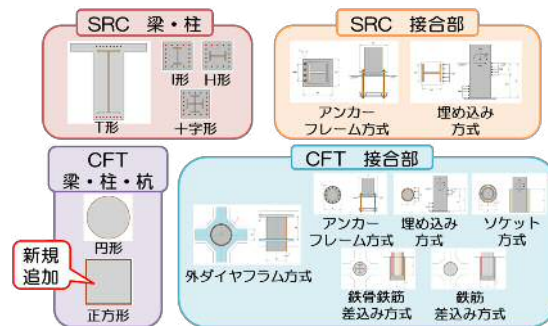 SRC 梁・柱
T形
I形
H形
十字形
SRC 接合部
アンカー
フレーム方式
埋め込み
方式
CFT
梁・柱・杭
円形
新規
追加
正方形
CFT 接合部
外ダイヤフラム方式
アンカー
フレーム方式
埋め込み
方式
ソケット
方式
鉄骨鉄筋
差込み方式
鉄筋
差込み方式